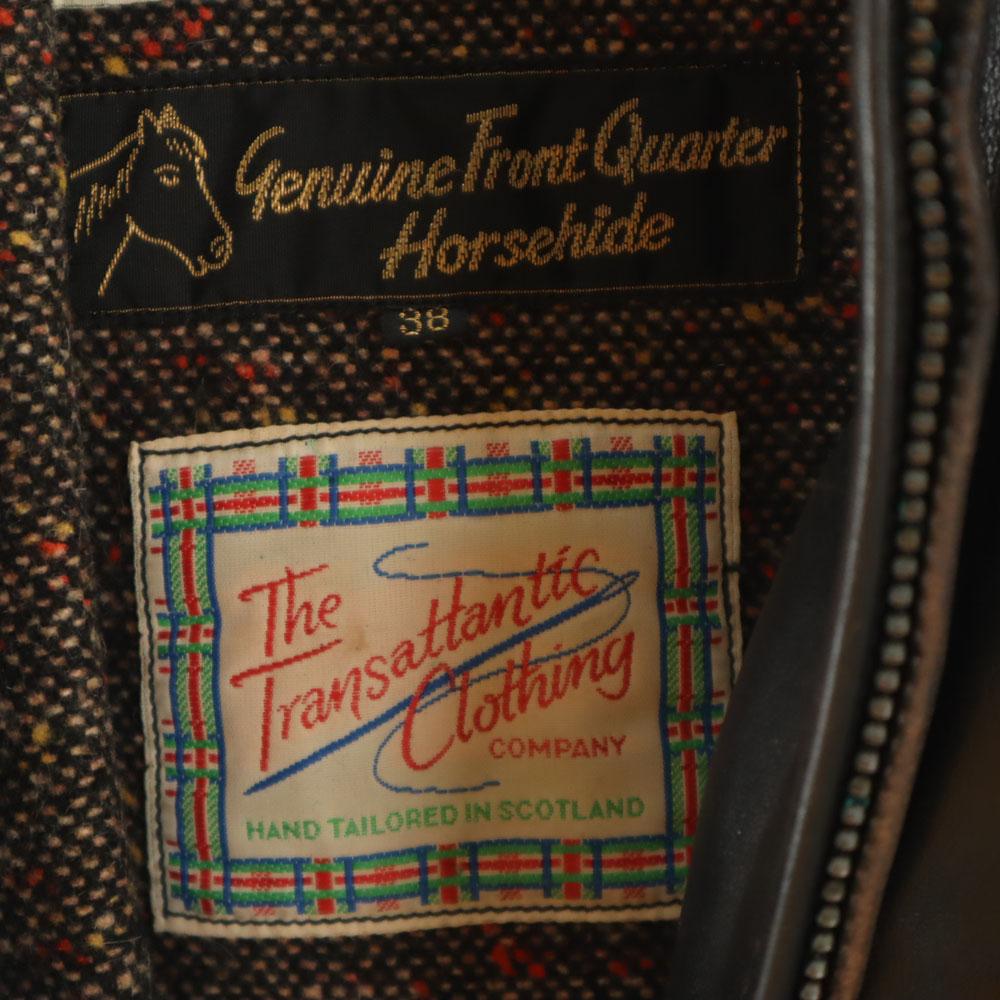 Genuine Front Quarter
Horsehide
38
The
Transatlantic
Clothing
COMPANY
HAND TAILORED IN SCOTLAND